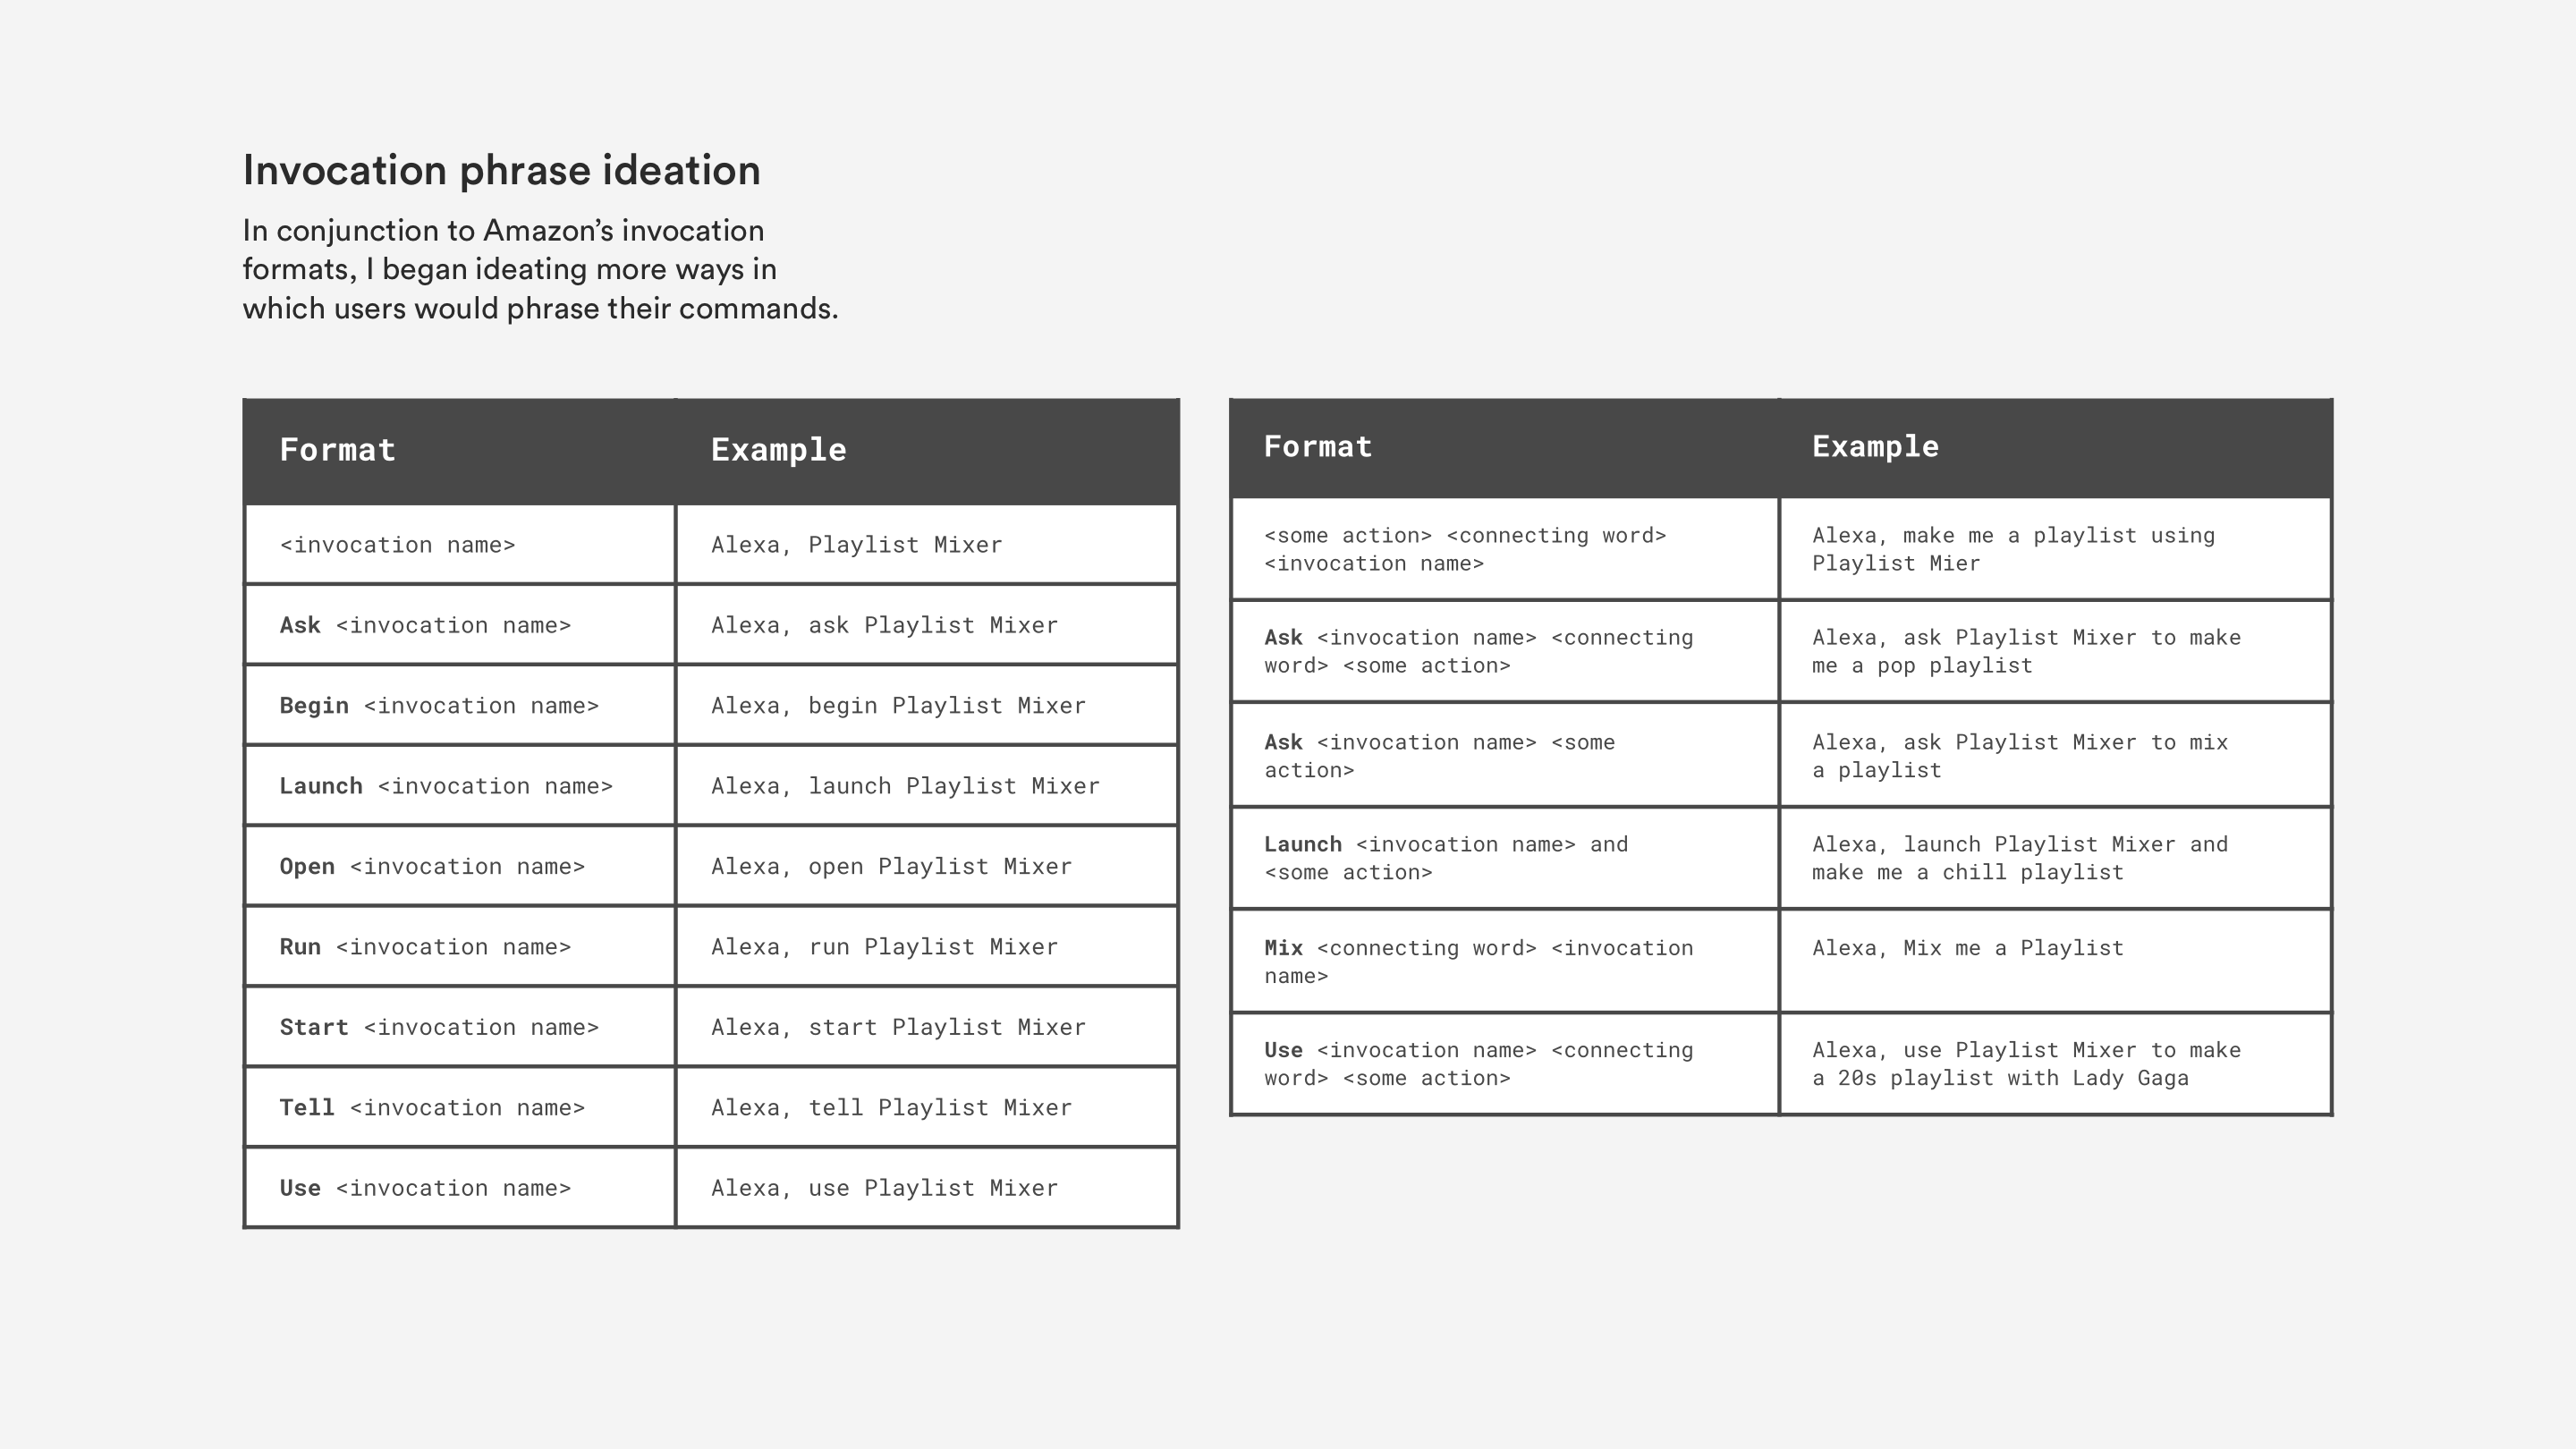 Invocation phrase ideation
In conjunction to Amazon’s invocation
formats, I began ideating more ways in
which users would phrase their commands.
Format Example
<invocation name> Alexa, Playlist Mixer
Ask <invocation name> Alexa, ask Playlist Mixer
Begin <invocation name> Alexa, begin Playlist Mixer
Launch <invocation name> Alexa, launch Playlist Mixer
Open <invocation name> Alexa, open Playlist Mixer
Run <invocation name> Alexa, run Playlist Mixer
Start <invocation name> Alexa, start Playlist Mixer
Tell <invocation name> Alexa, tell Playlist Mixer
Use <invocation name> Alexa, use Playlist Mixer
Format Example
<some action> <connecting word>
<invocation name>
Alexa, make me a playlist using
Playlist Mier
Ask <invocation name> <connecting
word> <some action>
Alexa, ask Playlist Mixer to make
me a pop playlist
Ask <invocation name> <some
action>
Alexa, ask Playlist Mixer to mix
a playlist
Launch <invocation name> and
<some action>
Alexa, launch Playlist Mixer and
make me a chill playlist
Mix <connecting word> <invocation
name>
Alexa, Mix me a Playlist
Use <invocation name> <connecting
word> <some action>
Alexa, use Playlist Mixer to make
a 20s playlist with Lady Gaga